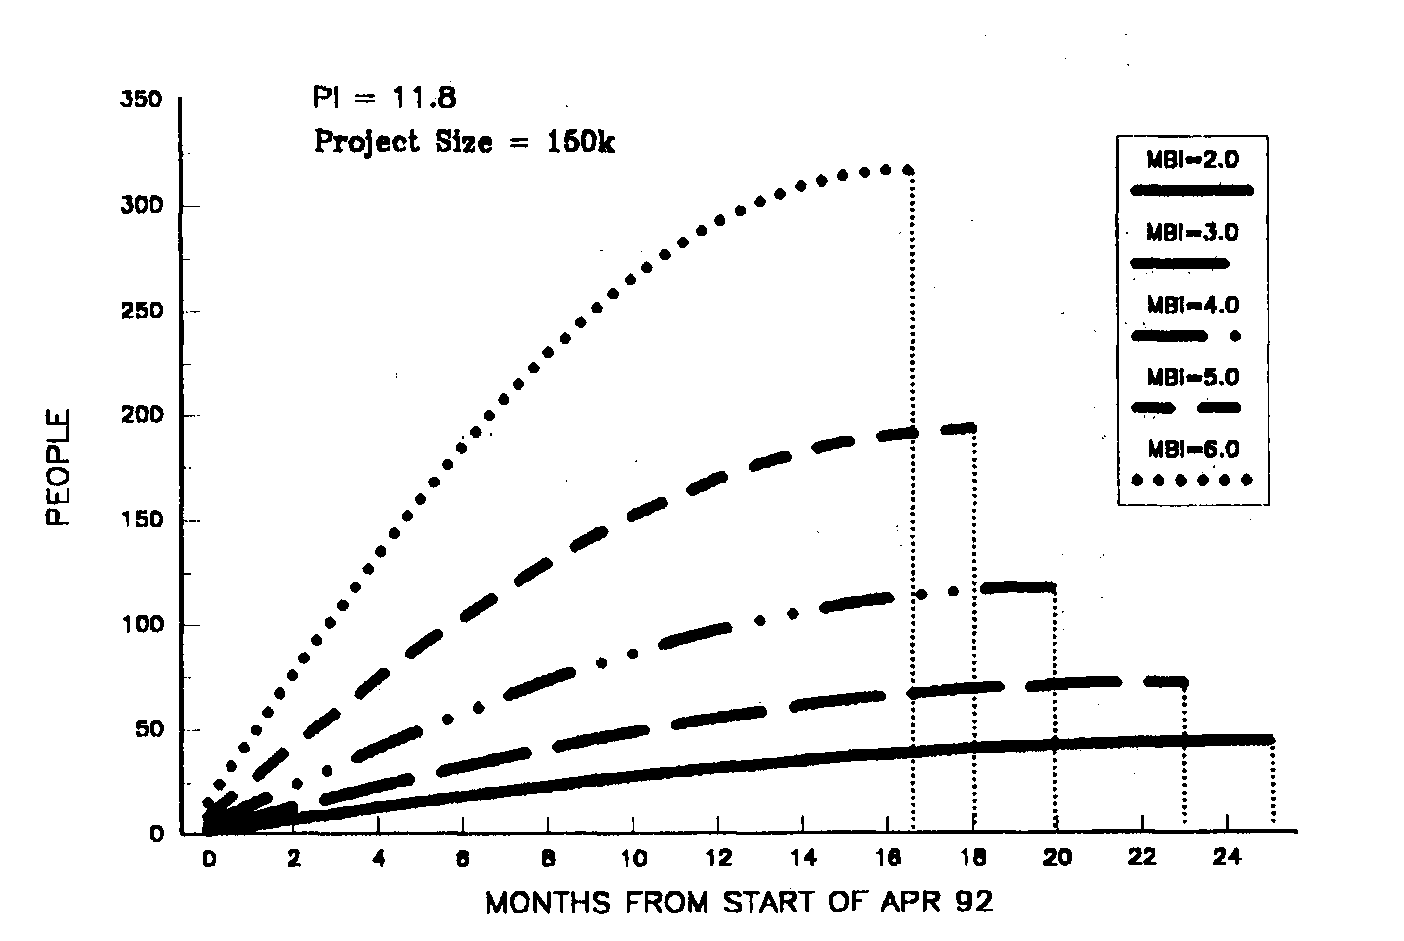 PI = 11.8
Project Size = 150k
350
300
250
200
150
100
50
0
PEOPLE
0 2 4 6 8 10 12 14 16 18 20 22 24
MONTHS FROM START OF APR 92
MBI=2.0
MBI=3.0
MBI=4.0
MBI=5.0
MBI=6.0